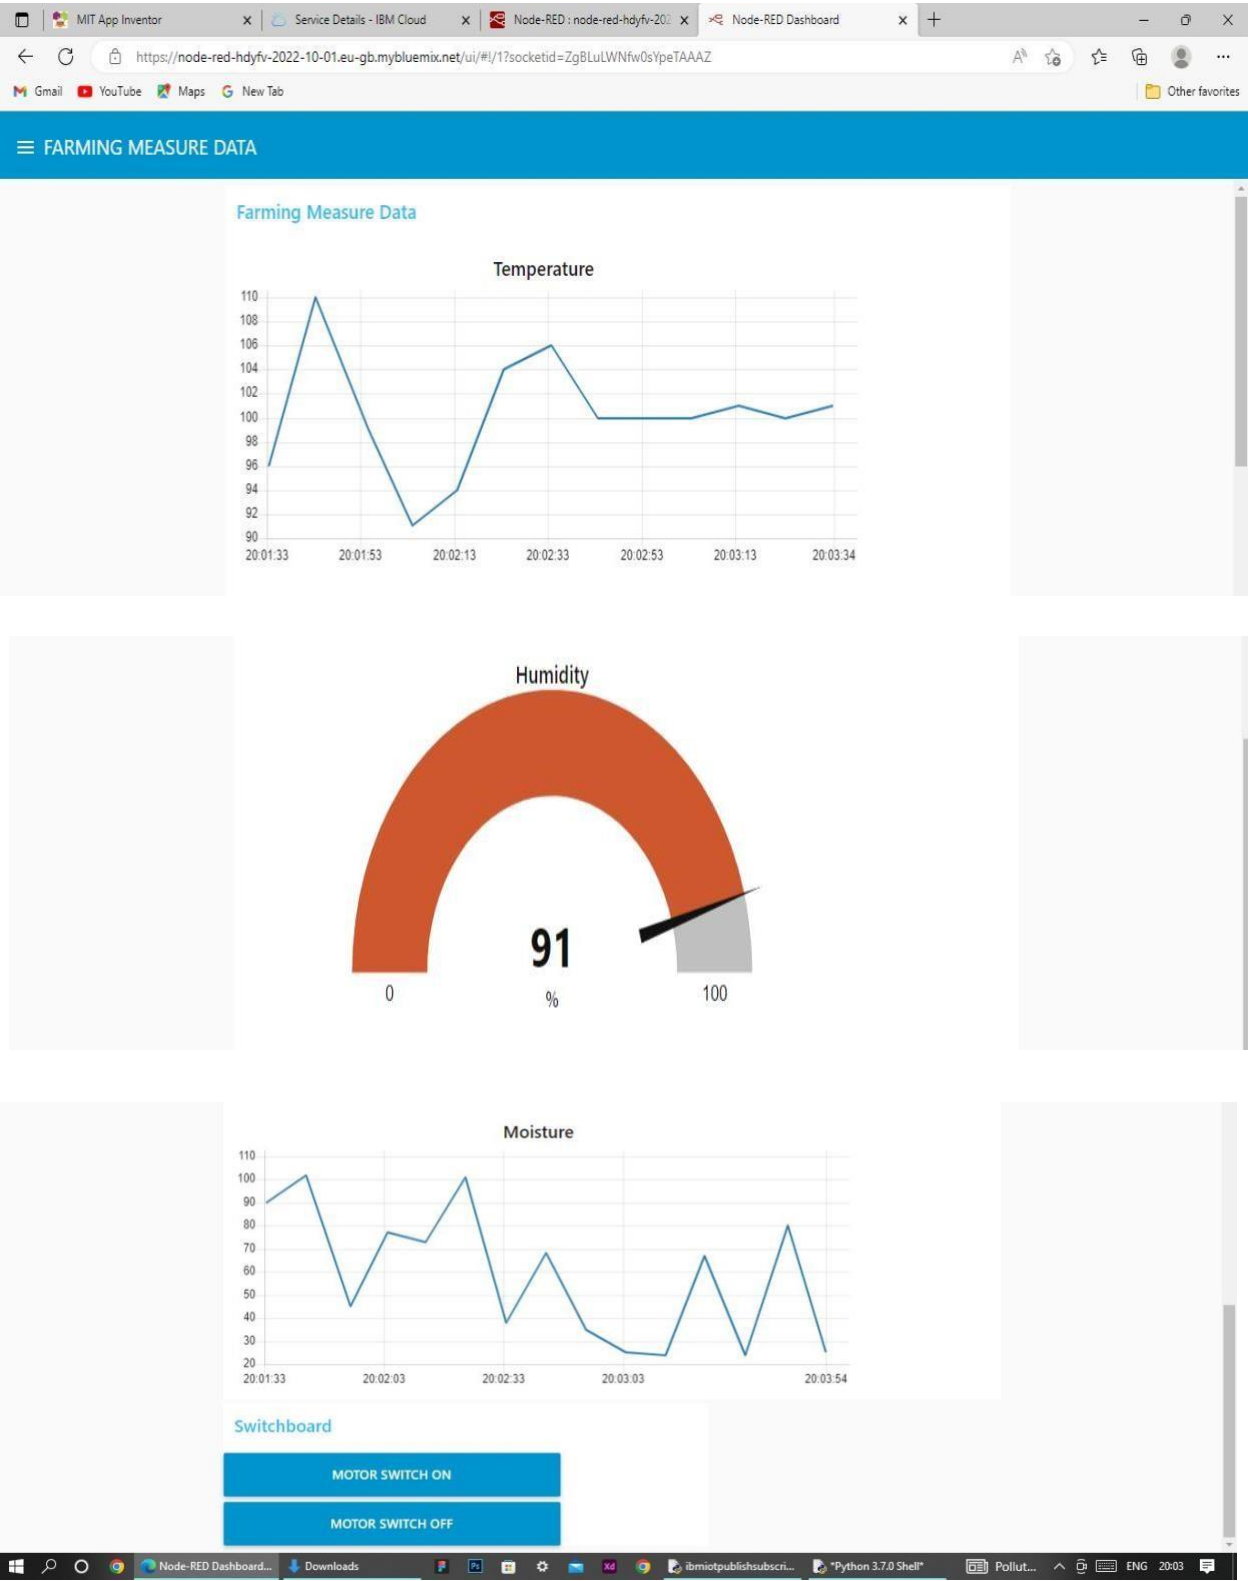 MIT App Inventor
Service Details - IBM Cloud
Node-RED : node-red-hdyfv-202
Node-RED Dashboard
https://node-red-hdyfv-2022-10-01.eu-gb.mybluemix.net/ui/#!/1?socketid=ZgBLuLWNfw0sYpeTAAAZ
Gmail YouTube Maps New Tab Other favorites
FARMING MEASURE DATA
Farming Measure Data
Temperature
110
108
106
104
102
100
98
96
94
92
90
20:01:33 20:01:53 20:02:13 20:02:33 20:02:53 20:03:13 20:03:34
Humidity
91
0 % 100
Moisture
110
100
90
80
70
60
50
40
30
20
20:01:33 20:02:03 20:02:33 20:03:03 20:03:54
Switchboard
MOTOR SWITCH ON
MOTOR SWITCH OFF
Node-RED Dashboard... Downloads Ps Xd ibmiotpublishsubscri... *Python 3.7.0 Shell* Pollut... ENG 20:03